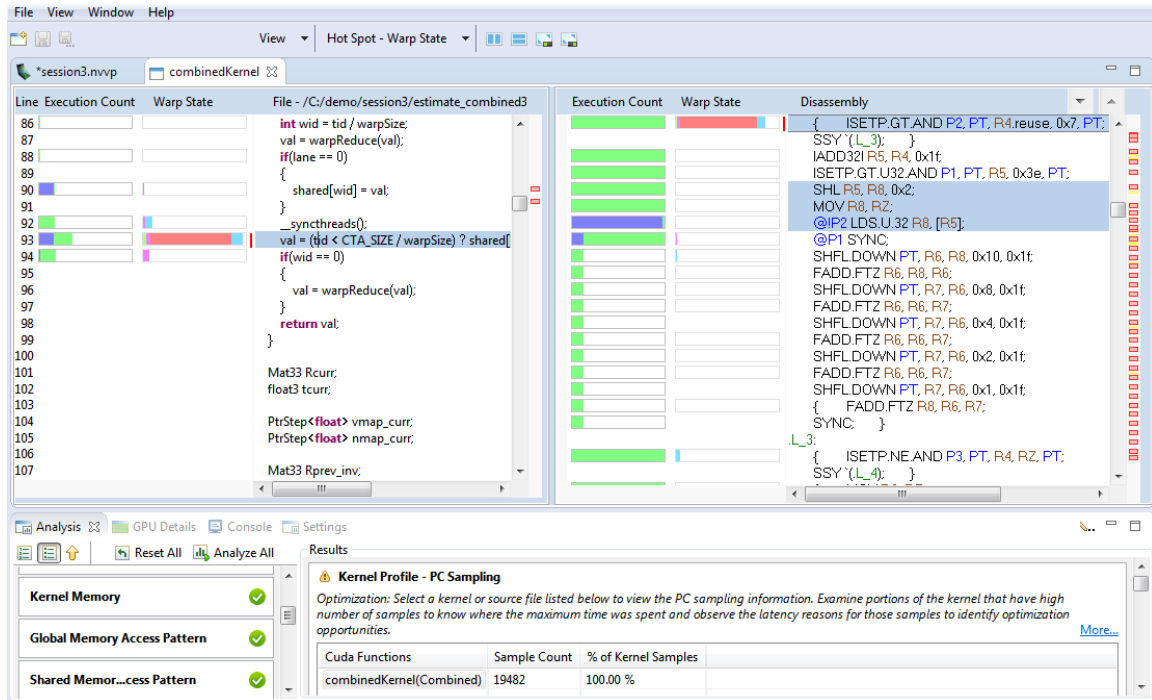 File View Window Help
View Hot Spot - Warp State
*session3.nvvp combinedKernel
Line Execution Count Warp State File - /C:/demo/session3/estimate_combined3
86 int wid = tid / warpSize;
87 val = warpReduce(val);
88 if(lane == 0)
89 {
90 shared[wid] = val;
91 }
92 __syncthreads();
93 val = (tid < CTA_SIZE / warpSize) ? shared[
94 if(wid == 0)
95 {
96 val = warpReduce(val);
97 }
98 return val;
99 }
100
101 Mat33 Rcurr;
102 float3 tcurr;
103
104 PtrStep<float> vmap_curr;
105 PtrStep<float> nmap_curr;
106
107 Mat33 Rprev_inv;
Execution Count Warp State Disassembly
{ ISETP.GT.AND P2, PT, R4.reuse, 0x7, PT;
SSY `(.L_3); }
IADD32I R5, R4, 0x1f;
ISETP.GT.U32.AND P1, PT, R5, 0x3e, PT;
SHL R5, R8, 0x2;
MOV R8, RZ;
@!P2 LDS.U.32 R8, [R5];
@P1 SYNC;
SHFL.DOWN PT, R6, R8, 0x10, 0x1f;
FADD.FTZ R8, R8, R6;
SHFL.DOWN PT, R7, R6, 0x8, 0x1f;
FADD.FTZ R6, R6, R7;
SHFL.DOWN PT, R7, R6, 0x4, 0x1f;
FADD.FTZ R6, R6, R7;
SHFL.DOWN PT, R7, R6, 0x2, 0x1f;
FADD.FTZ R6, R6, R7;
SHFL.DOWN PT, R7, R6, 0x1, 0x1f;
{ FADD.FTZ R8, R6, R7;
SYNC; }
.L_3:
{ ISETP.NE.AND P3, PT, R4, RZ, PT;
SSY `(.L_4); }
Analysis GPU Details Console Settings
Reset All Analyze All
Kernel Memory
Global Memory Access Pattern
Shared Memor...cess Pattern
Results
Kernel Profile - PC Sampling
Optimization: Select a kernel or source file listed below to view the PC sampling information. Examine portions of the kernel that have high
number of samples to know where the maximum time was spent and observe the latency reasons for those samples to identify optimization
opportunities. More...
Cuda Functions Sample Count % of Kernel Samples
combinedKernel(Combined) 19482 100.00 %